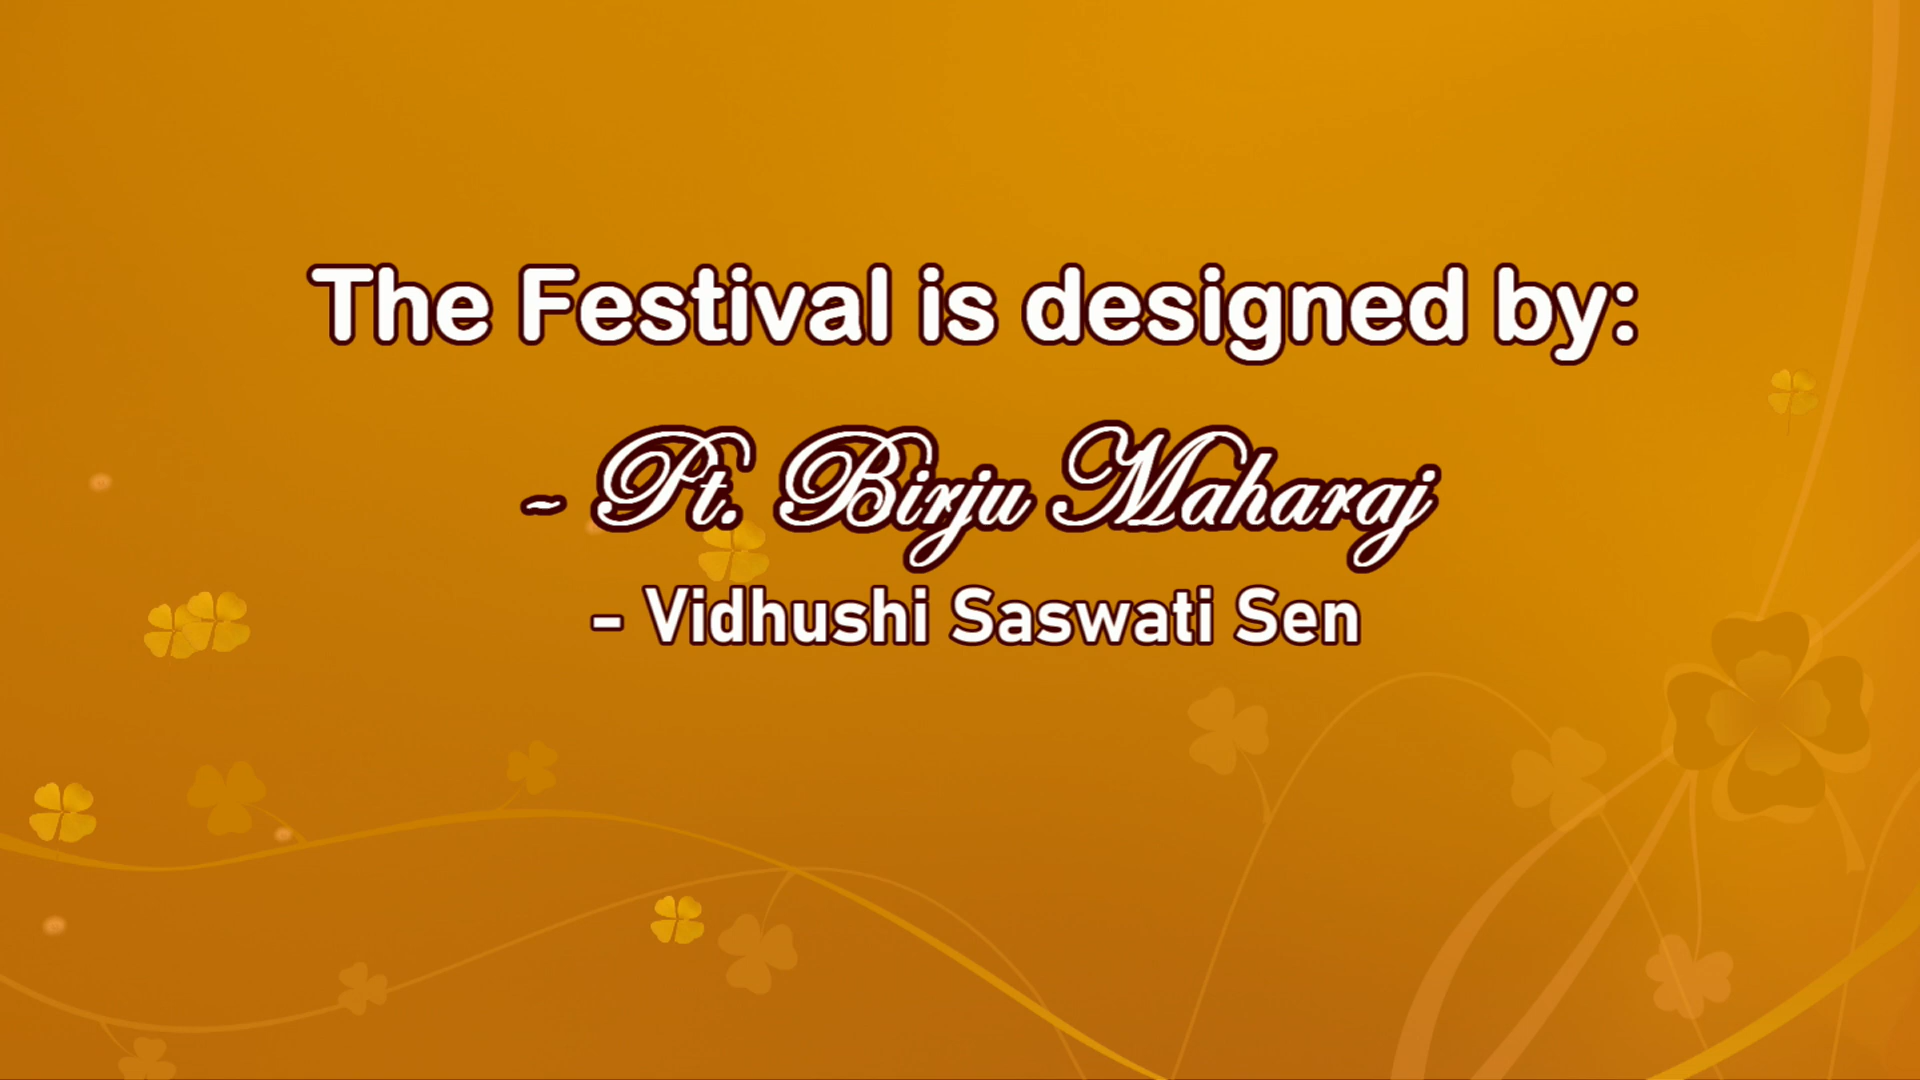 The Festival is designed by:
~ Pt. Birju Maharaj
- Vidhushi Saswati Sen